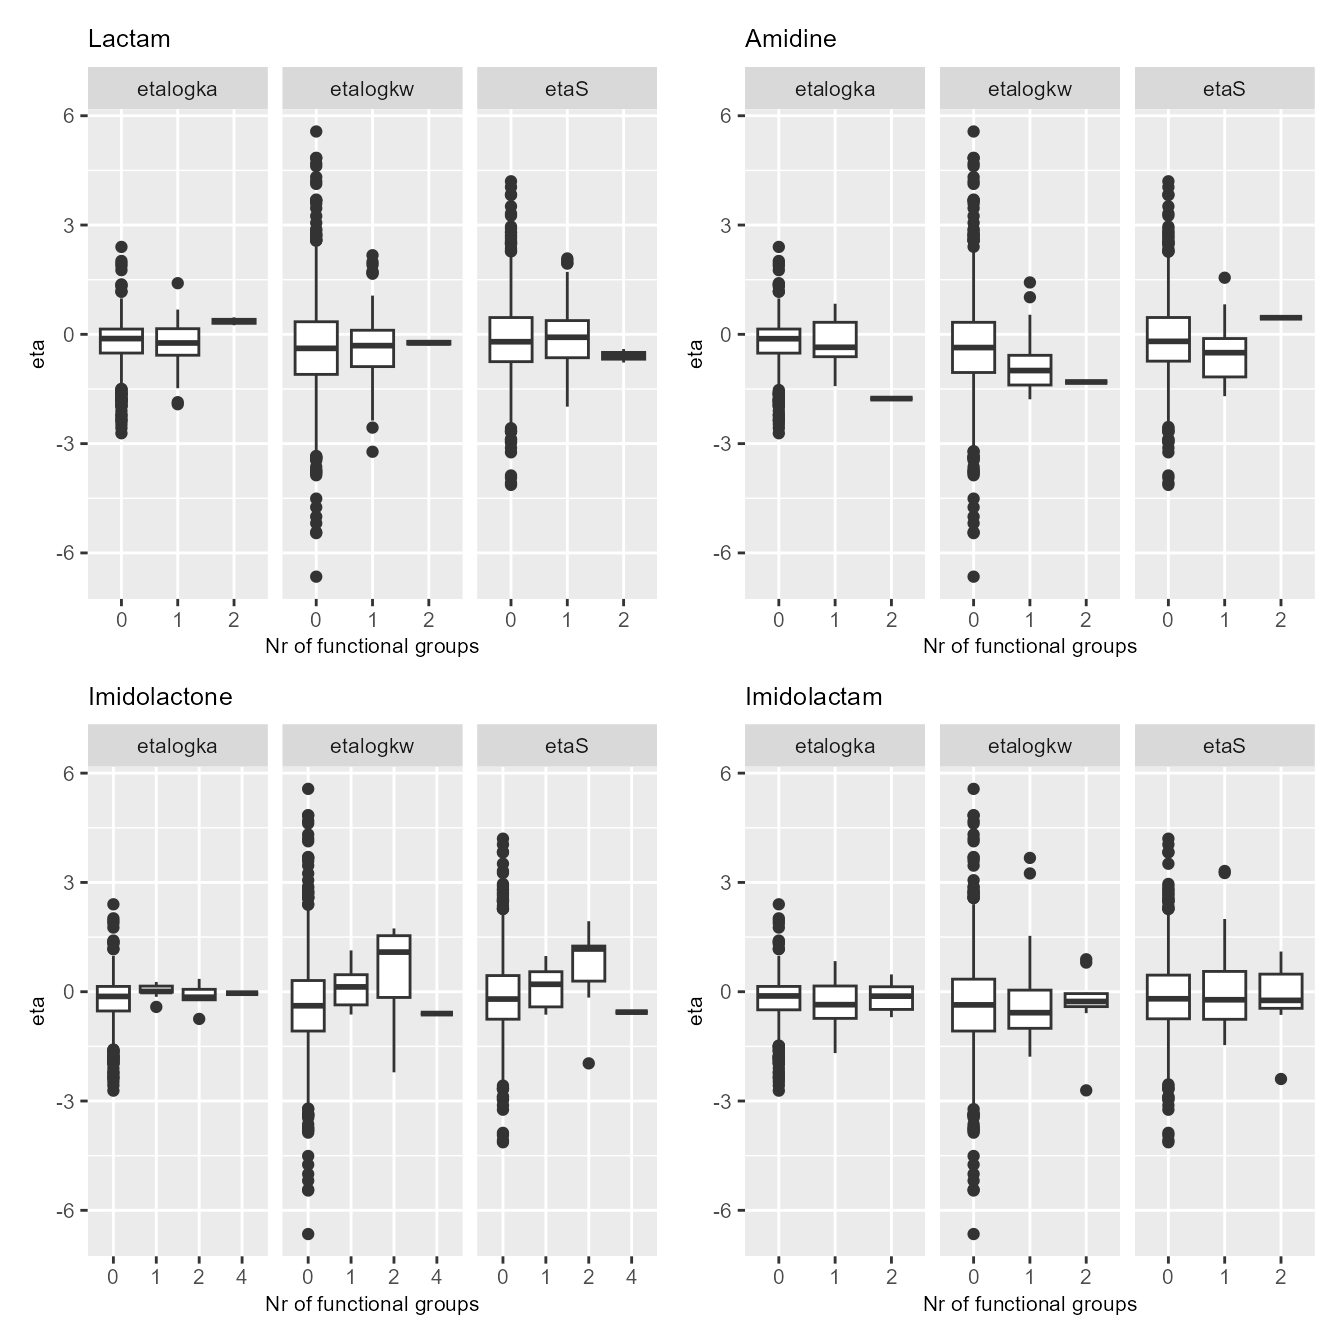 Lactam
etalogka etalogkw etaS
6
3
0
-3
-6
eta
0 1 2 0 1 2 0 1 2
Nr of functional groups
Amidine
etalogka etalogkw etaS
6
3
0
-3
-6
eta
0 1 2 0 1 2 0 1 2
Nr of functional groups
Imidolactone
etalogka etalogkw etaS
6
3
0
-3
-6
eta
0 1 2 4 0 1 2 4 0 1 2 4
Nr of functional groups
Imidolactam
etalogka etalogkw etaS
6
3
0
-3
-6
eta
0 1 2 0 1 2 0 1 2
Nr of functional groups